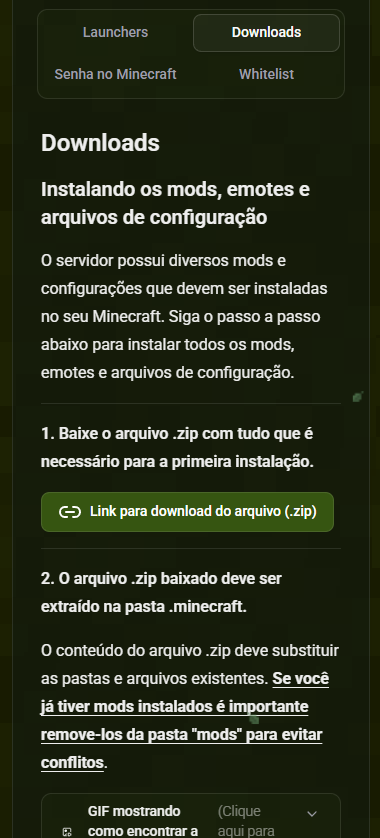 Launchers
Downloads
Senha no Minecraft
Whitelist
Downloads
Instalando os mods, emotes e
arquivos de configuração
O servidor possui diversos mods e
configurações que devem ser instaladas
no seu Minecraft. Siga o passo a passo
abaixo para instalar todos os mods,
emotes e arquivos de configuração.
1. Baixe o arquivo .zip com tudo que é
necessário para a primeira instalação.
Link para download do arquivo (.zip)
2. O arquivo .zip baixado deve ser
extraído na pasta .minecraft.
O conteúdo do arquivo .zip deve substituir
as pastas e arquivos existentes. Se você
já tiver mods instalados é importante
remove-los da pasta "mods" para evitar
conflitos.
GIF mostrando (Clique
como encontrar a aqui para